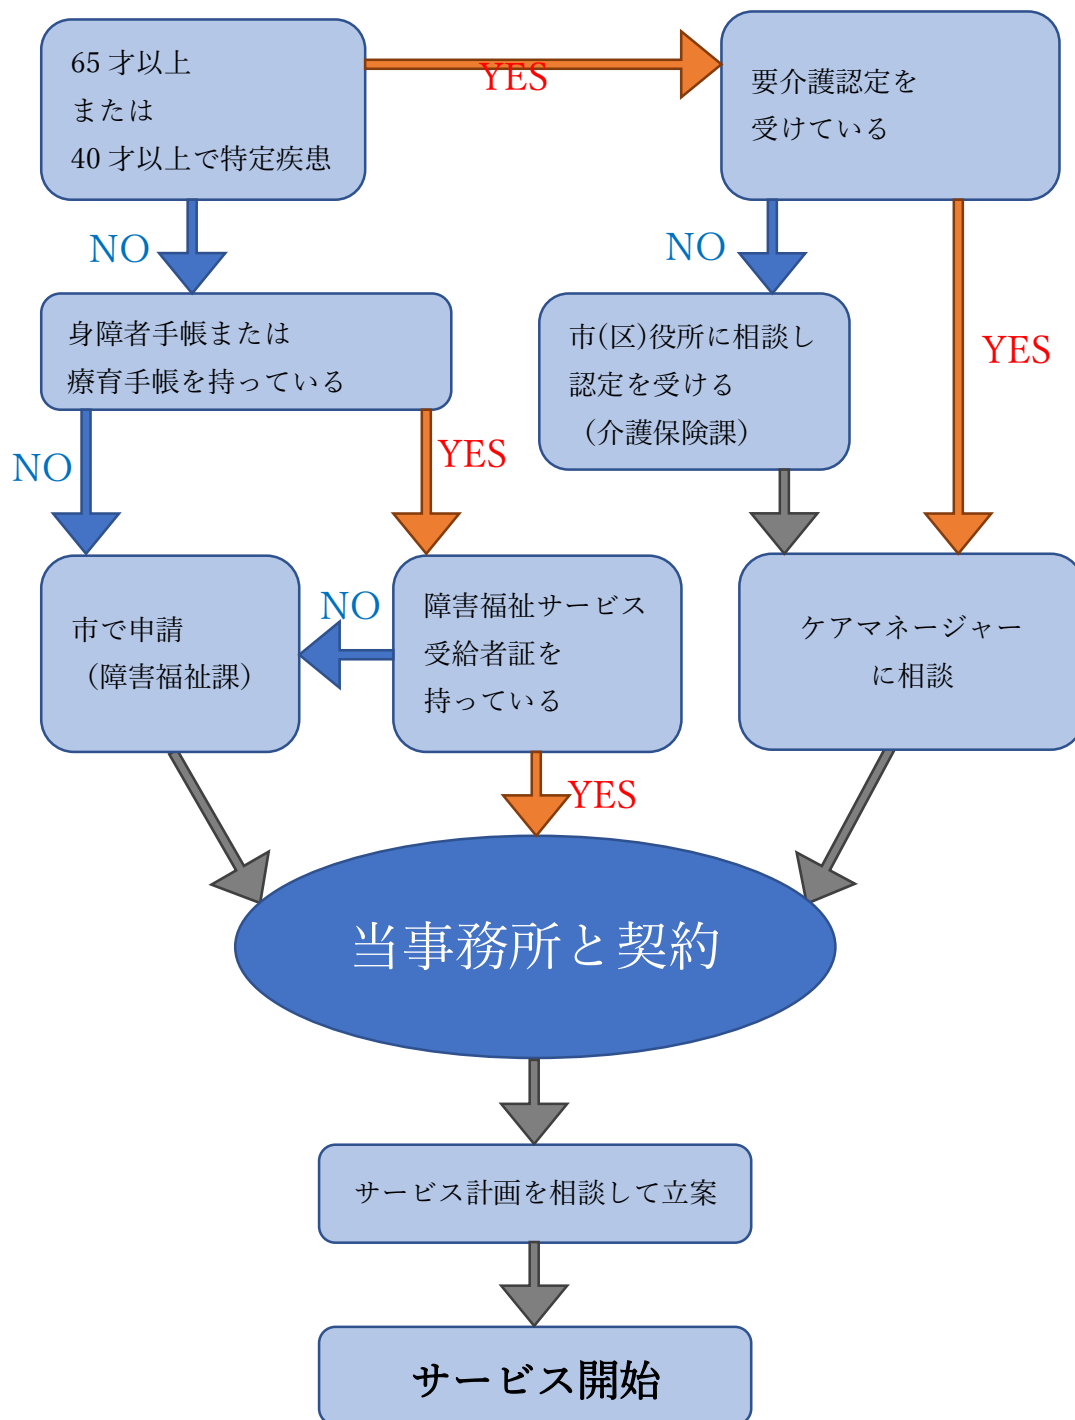 65 才以上
または
40 才以上で特定疾患
YES
要介護認定を
受けている
NO
NO
YES
身障者手帳または
療育手帳を持っている
市(区)役所に相談し
認定を受ける
（介護保険課）
NO
YES
市で申請
（障害福祉課）
NO
障害福祉サービス
受給者証を
持っている
ケアマネージャー
に相談
YES
当事務所と契約
サービス計画を相談して立案
サービス開始